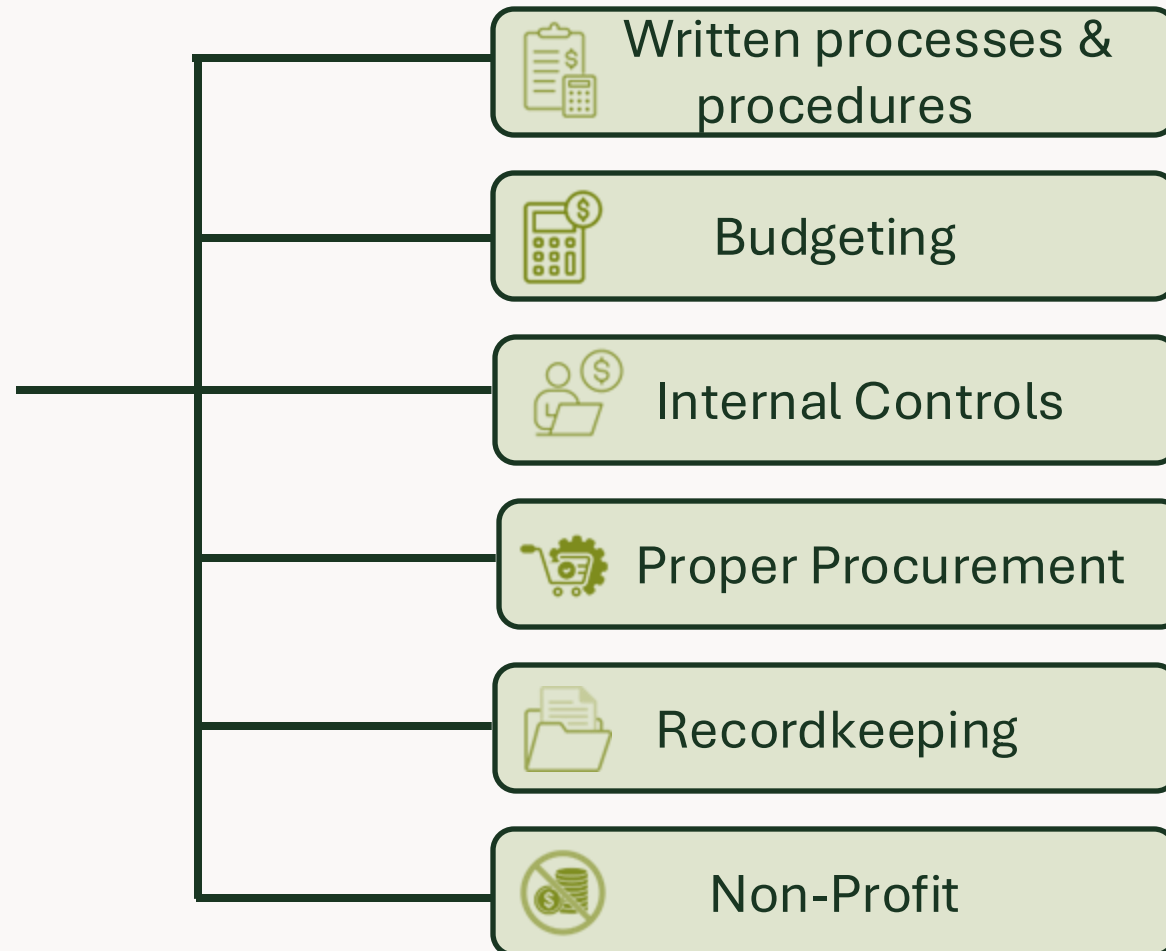 Written processes &
procedures
Budgeting
Internal Controls
Proper Procurement
Recordkeeping
Non-Profit